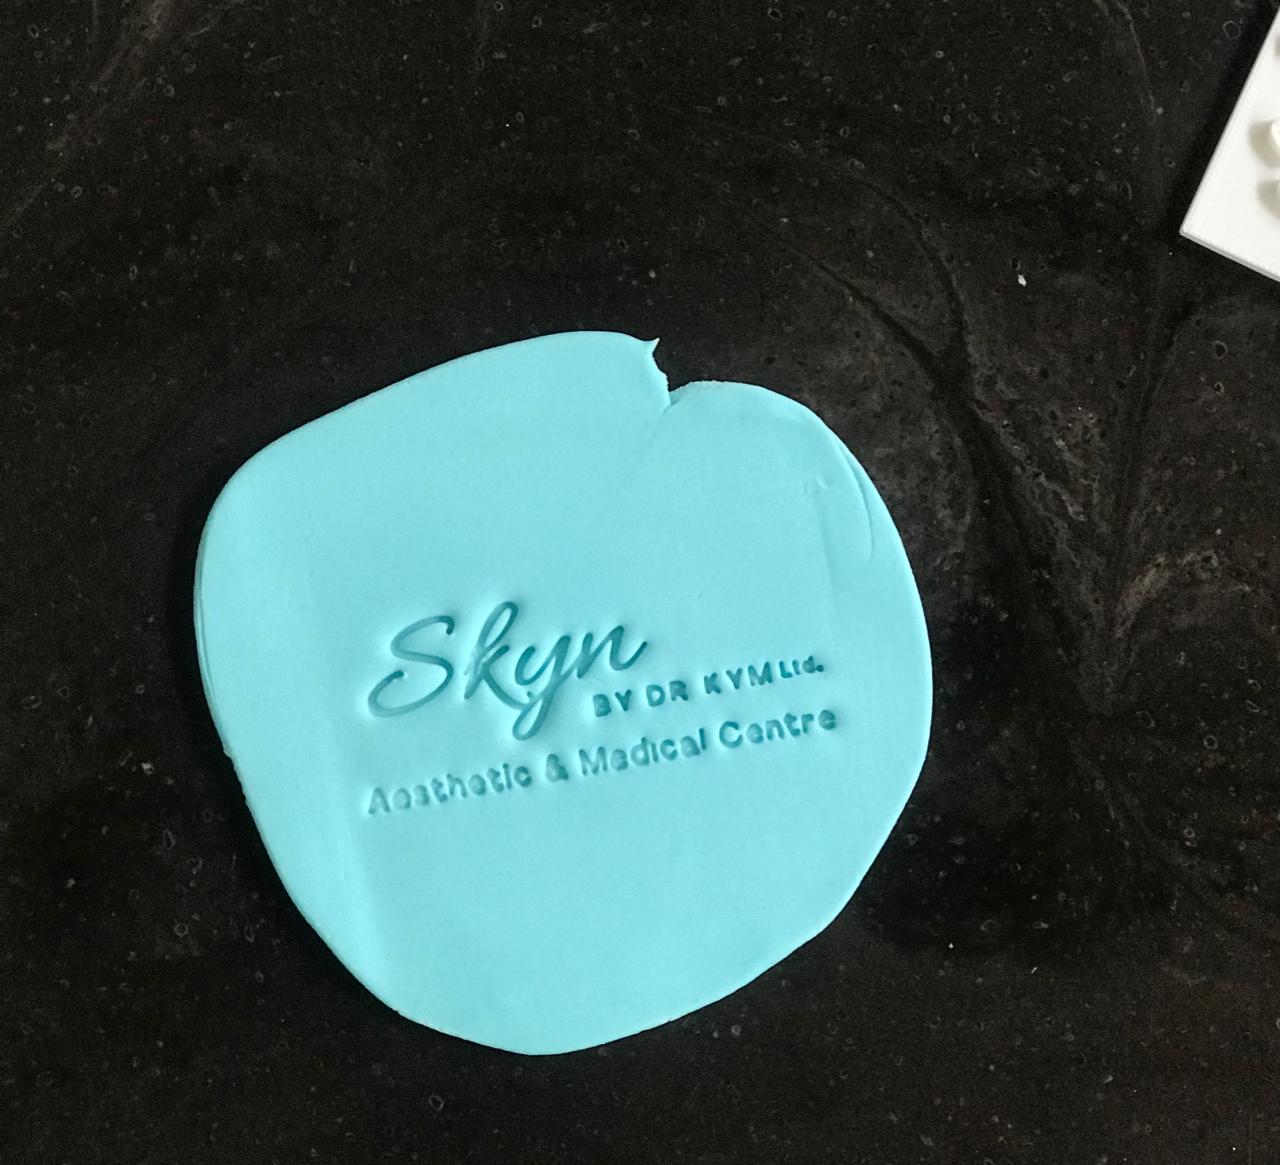 Skyn
BY DR KYM Ltd.
Aesthetic & Medical Centre